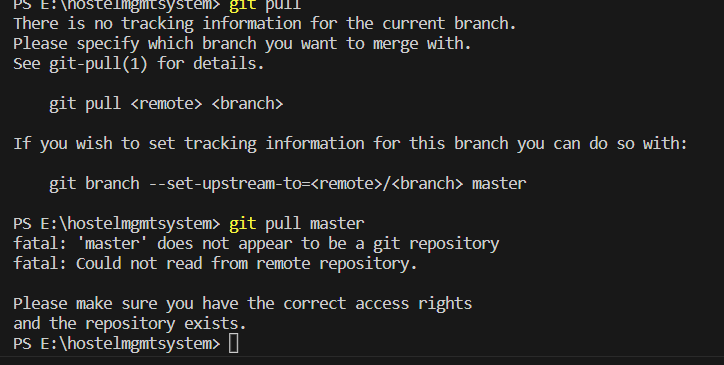 PS E:\hostelmgmtsystem> git pull
There is no tracking information for the current branch.
Please specify which branch you want to merge with.
See git-pull(1) for details.

    git pull <remote> <branch>

If you wish to set tracking information for this branch you can do so with:

    git branch --set-upstream-to=<remote>/<branch> master

PS E:\hostelmgmtsystem> git pull master
fatal: 'master' does not appear to be a git repository
fatal: Could not read from remote repository.

Please make sure you have the correct access rights
and the repository exists.
PS E:\hostelmgmtsystem>